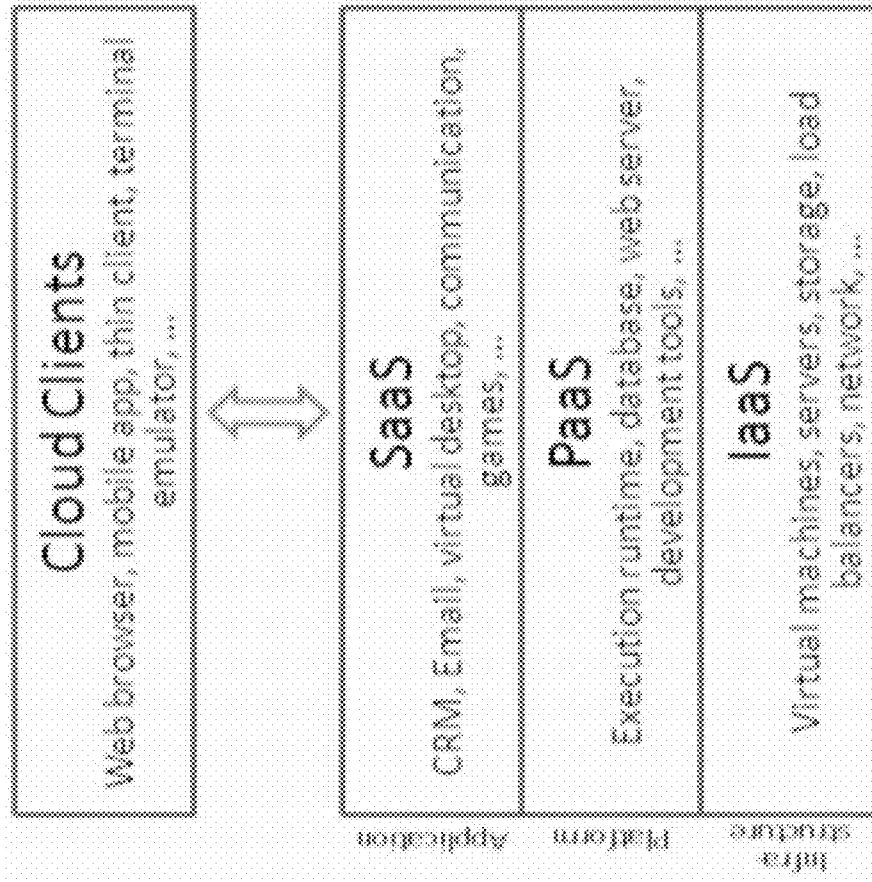 Cloud Clients
Web browser, mobile app, thin client, terminal
emulator, ...
Application
SaaS
CRM, Email, virtual desktop, communication,
games, ...
Platform
PaaS
Execution runtime, database, web server,
development tools, ...
Infra
structure
IaaS
Virtual machines, servers, storage, load
balancers, network, ...